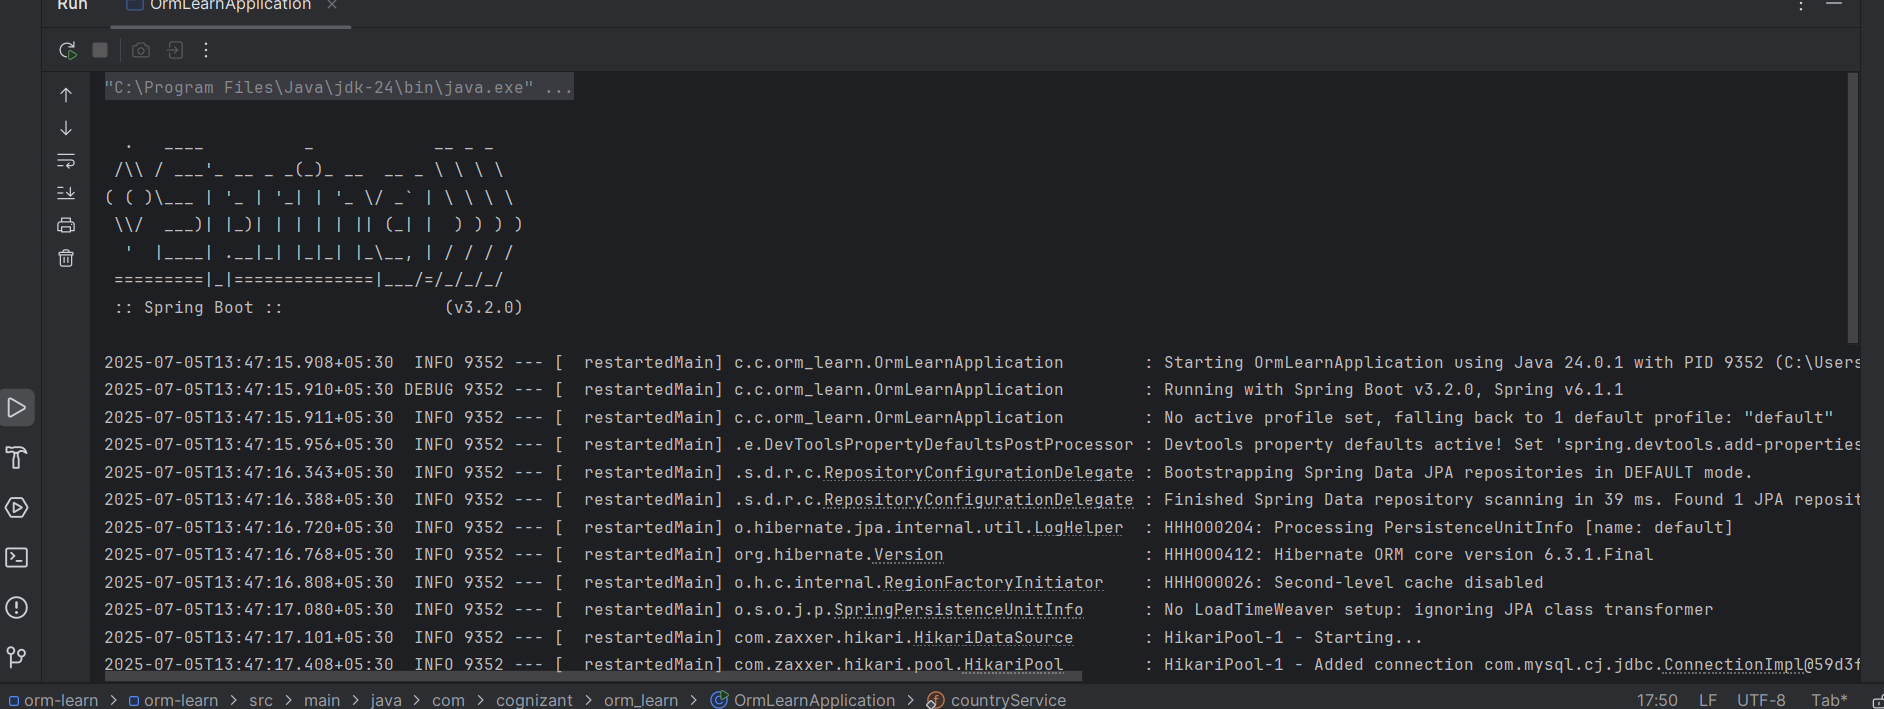 Run OrmLearnApplication
"C:\Program Files\Java\jdk-24\bin\java.exe" ...
  .   ____          _            __ _ _
 /\\ / ___'_ __ _ _(_)_ __  __ _ \ \ \ \
( ( )\___ | '_ | '_| | '_ \/ _` | \ \ \ \
 \\/  ___)| |_)| | | | | || (_| |  ) ) ) )
  '  |____| .__|_| |_|_| |_\__, | / / / /
 =========|_|==============|___/=/_/_/_/
 :: Spring Boot ::                (v3.2.0)
2025-07-05T13:47:15.908+05:30  INFO 9352 --- [  restartedMain] c.c.orm_learn.OrmLearnApplication        : Starting OrmLearnApplication using Java 24.0.1 with PID 9352 (C:\Users
2025-07-05T13:47:15.910+05:30 DEBUG 9352 --- [  restartedMain] c.c.orm_learn.OrmLearnApplication        : Running with Spring Boot v3.2.0, Spring v6.1.1
2025-07-05T13:47:15.911+05:30  INFO 9352 --- [  restartedMain] c.c.orm_learn.OrmLearnApplication        : No active profile set, falling back to 1 default profile: "default"
2025-07-05T13:47:15.956+05:30  INFO 9352 --- [  restartedMain] .e.DevToolsPropertyDefaultsPostProcessor : Devtools property defaults active! Set 'spring.devtools.add-properties
2025-07-05T13:47:16.343+05:30  INFO 9352 --- [  restartedMain] .s.d.r.c.RepositoryConfigurationDelegate : Bootstrapping Spring Data JPA repositories in DEFAULT mode.
2025-07-05T13:47:16.388+05:30  INFO 9352 --- [  restartedMain] .s.d.r.c.RepositoryConfigurationDelegate : Finished Spring Data repository scanning in 39 ms. Found 1 JPA reposit
2025-07-05T13:47:16.720+05:30  INFO 9352 --- [  restartedMain] o.hibernate.jpa.internal.util.LogHelper  : HHH000204: Processing PersistenceUnitInfo [name: default]
2025-07-05T13:47:16.768+05:30  INFO 9352 --- [  restartedMain] org.hibernate.Version                    : HHH000412: Hibernate ORM core version 6.3.1.Final
2025-07-05T13:47:16.808+05:30  INFO 9352 --- [  restartedMain] o.h.c.internal.RegionFactoryInitiator    : HHH000026: Second-level cache disabled
2025-07-05T13:47:17.080+05:30  INFO 9352 --- [  restartedMain] o.s.o.j.p.SpringPersistenceUnitInfo      : No LoadTimeWeaver setup: ignoring JPA class transformer
2025-07-05T13:47:17.101+05:30  INFO 9352 --- [  restartedMain] com.zaxxer.hikari.HikariDataSource       : HikariPool-1 - Starting...
2025-07-05T13:47:17.408+05:30  INFO 9352 --- [  restartedMain] com.zaxxer.hikari.pool.HikariPool        : HikariPool-1 - Added connection com.mysql.cj.jdbc.ConnectionImpl@59d3f
orm-learn > orm-learn > src > main > java > com > cognizant > orm_learn > OrmLearnApplication > countryService 17:50 LF UTF-8 Tab*